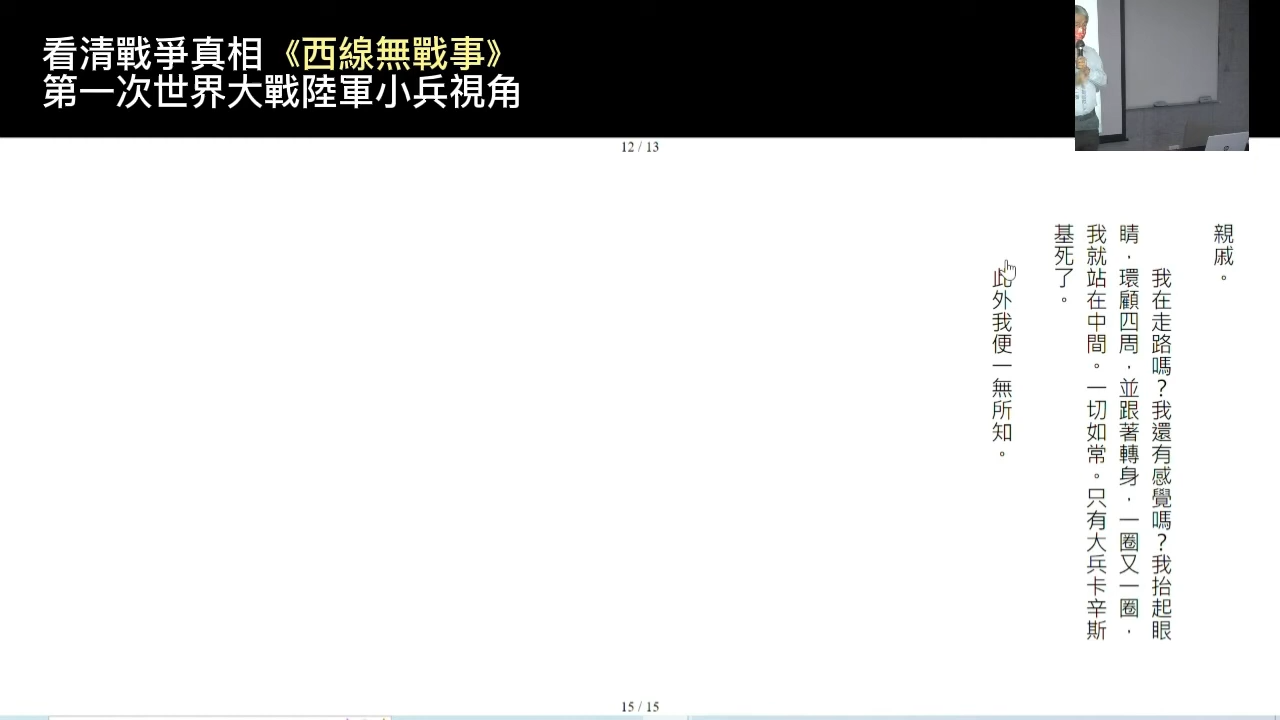 看清戰爭真相《西線無戰事》
第一次世界大戰陸軍小兵視角
12 / 13
親戚。
我在走路嗎？我還有感覺嗎？我抬起眼
睛，環顧四周，並跟著轉身，一圈又一圈，
我就站在中間。一切如常。只有大兵卡辛斯
基死了。
此外我便一無所知。
15 / 15